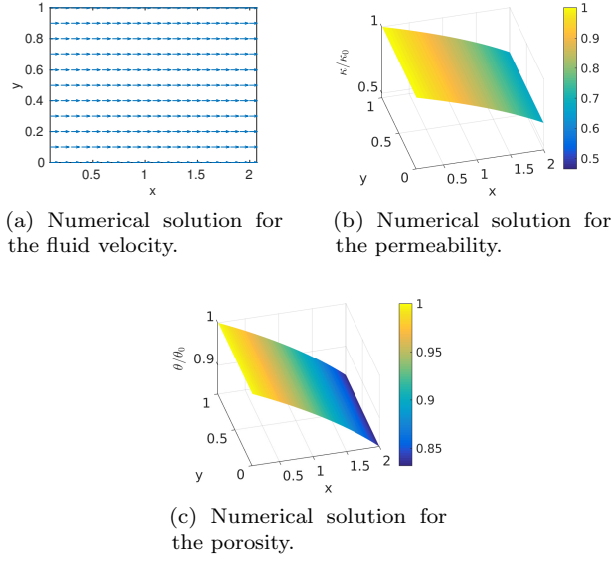 1
0.8
0.6
0.4
0.2
0
y
0.5
1
1.5
2
x
(a) Numerical solution for
the fluid velocity.
1
κ/κ0
0.5
1
0.5
0
y
0.5
1
1.5
2
x
1
0.9
0.8
0.7
0.6
0.5
(b) Numerical solution for
the permeability.
1
θ/θ0
0.9
1
0.5
0
y
0.5
1
1.5
2
x
1
0.95
0.9
0.85
(c) Numerical solution for
the porosity.